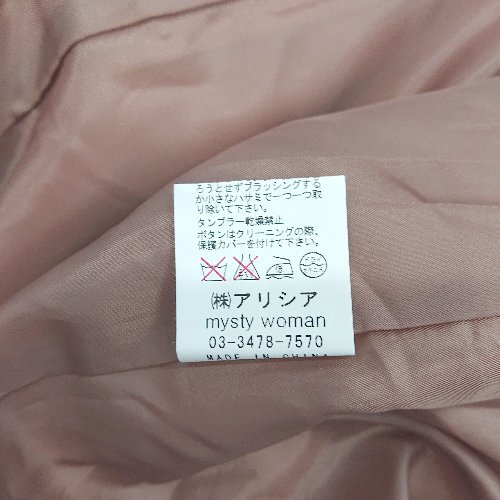 ろうとせずブラッシングする
か小さなハサミで一つ一つ取
り除いて下さい。
タンブラー乾燥禁止
ボタンはクリーニングの際、
保護カバーを付けて下さい。
㈱アリシア
mysty woman
03-3478-7570
MADE IN CHINA